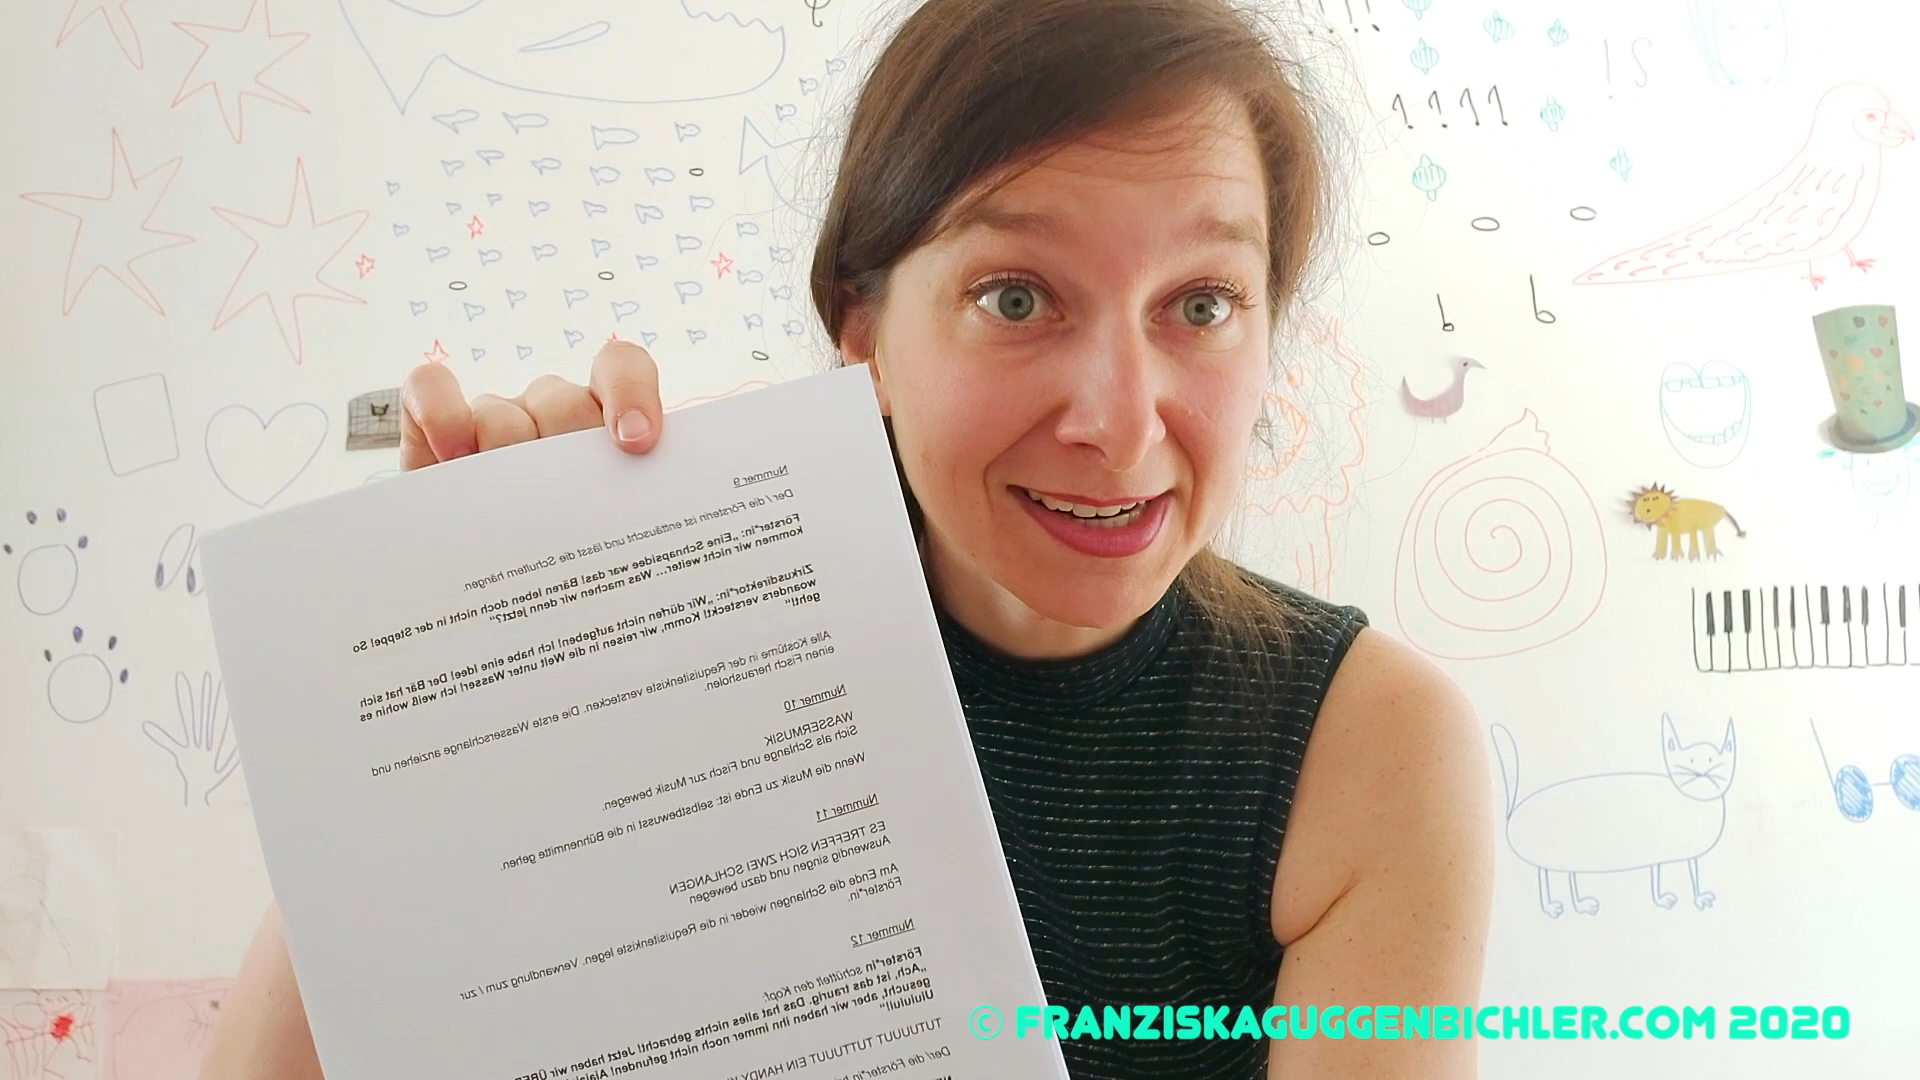 Nummer 9
Der / die Försterin ist enttäuscht und lässt die Schultern hängen.
Förster*in: „Eine Schnapsidee war das! Bären leben doch nicht in der Steppe! So
kommen wir nicht weiter... Was machen wir denn jetzt?“
Zirkusdirektor*in: „Wir dürfen nicht aufgeben! Ich habe eine Idee! Der Bär hat sich
woanders versteckt! Komm, wir reisen in die Welt unter Wasser! Ich weiß wohin es
geht!“
Alle Kostüme in der Requisitenkiste verstecken. Die erste Wasserschlange anziehen und
einen Fisch herausholen.
Nummer 10
WASSERMUSIK
Sich als Schlange und Fisch zur Musik bewegen.
Wenn die Musik zu Ende ist: selbstbewusst in die Bühnenmitte gehen.
Nummer 11
ES TREFFEN SICH ZWEI SCHLANGEN
Auswendig singen und dazu bewegen
Am Ende die Schlangen wieder in die Requisitenkiste legen. Verwandlung zum / zur
Förster*in.
Nummer 12
Förster*in schüttelt den Kopf.
„Ach, ist das traurig. Das hat alles nichts gebracht! Jetzt haben wir
gesucht, aber wir haben ihn immer noch nicht gefunden!
TUTUUUT TUTTUUUT EIN HANDY
Der/ die Förster*in
© FRANZISKAGUGGENBICHLER.COM 2020